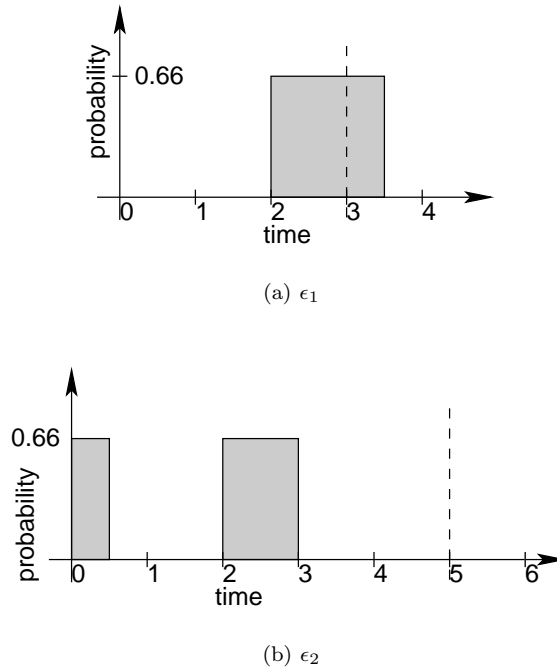 probability
0.66
0 1 2 3 4
time
(a) ϵ₁
0.66
probability
0 1 2 3 4 5 6
time
(b) ϵ₂